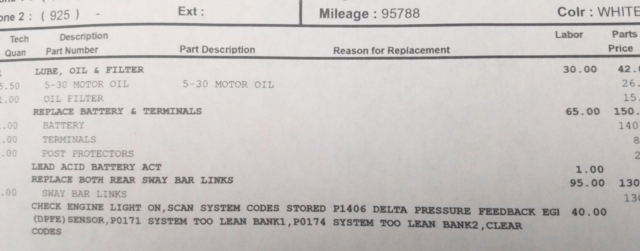 one 2 : ( 925 ) - Ext : Mileage : 95788 Colr : WHITE
Tech Description Labor Parts
Quan Part Number Part Description Reason for Replacement Price
LUBE, OIL & FILTER 30.00 42.
5.50 5-30 MOTOR OIL 5-30 MOTOR OIL 26.
1.00 OIL FILTER 15.
REPLACE BATTERY & TERMINALS 65.00 150.
.00 BATTERY 140
.00 TERMINALS 8
.00 POST PROTECTORS 2
LEAD ACID BATTERY ACT 1.00
REPLACE BOTH REAR SWAY BAR LINKS 95.00 130
.00 SWAY BAR LINKS 130
CHECK ENGINE LIGHT ON,SCAN SYSTEM CODES STORED P1406 DELTA PRESSURE FEEDBACK EGI 40.00
(DPFE)SENSOR,P0171 SYSTEM TOO LEAN BANK1,P0174 SYSTEM TOO LEAN BANK2,CLEAR
CODES